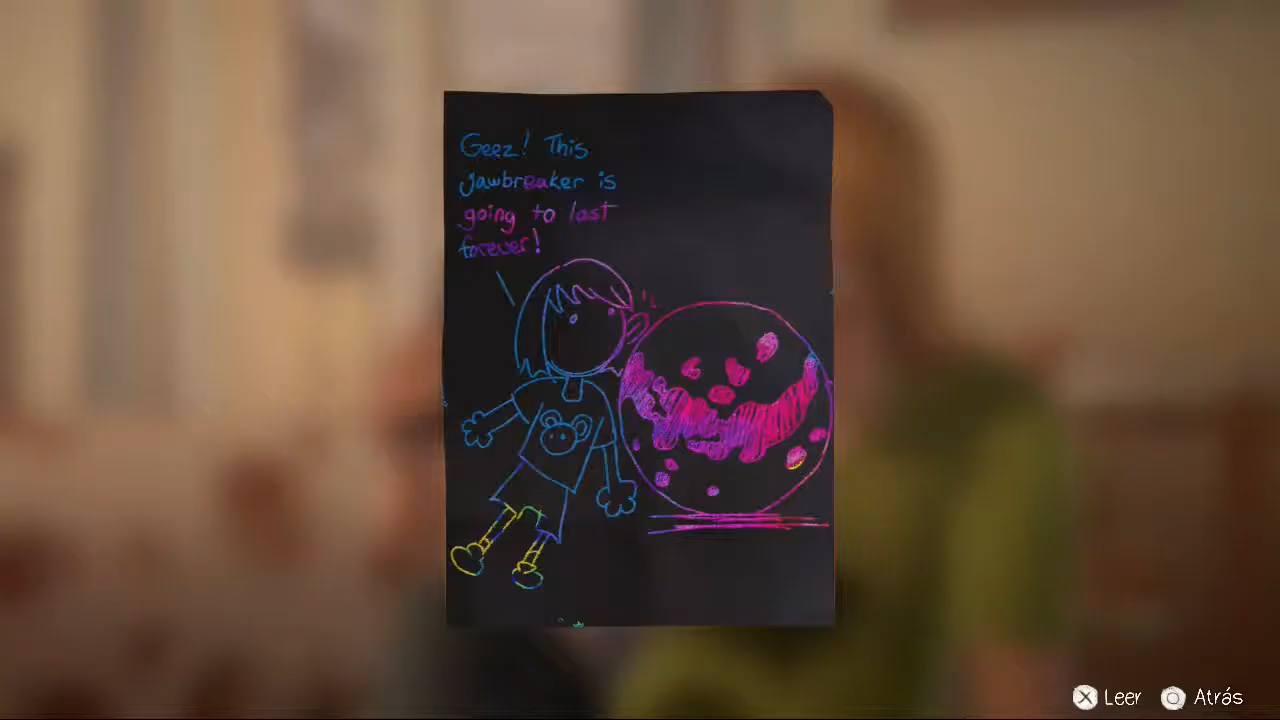 Geez! This
jawbreaker is
going to last
forever!
Leer Atrás